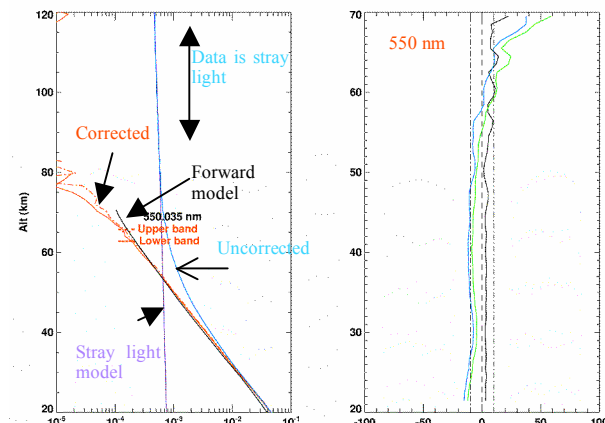 120
100
80
60
40
20
Alt (km)
10-5
10-4
10-3
10-2
10-1
Data is stray
light
Corrected
Forward
model
550.035 nm
Upper band
Lower band
Uncorrected
Stray light
model
70
60
50
40
30
20
550 nm
-100
-50
0
50
100